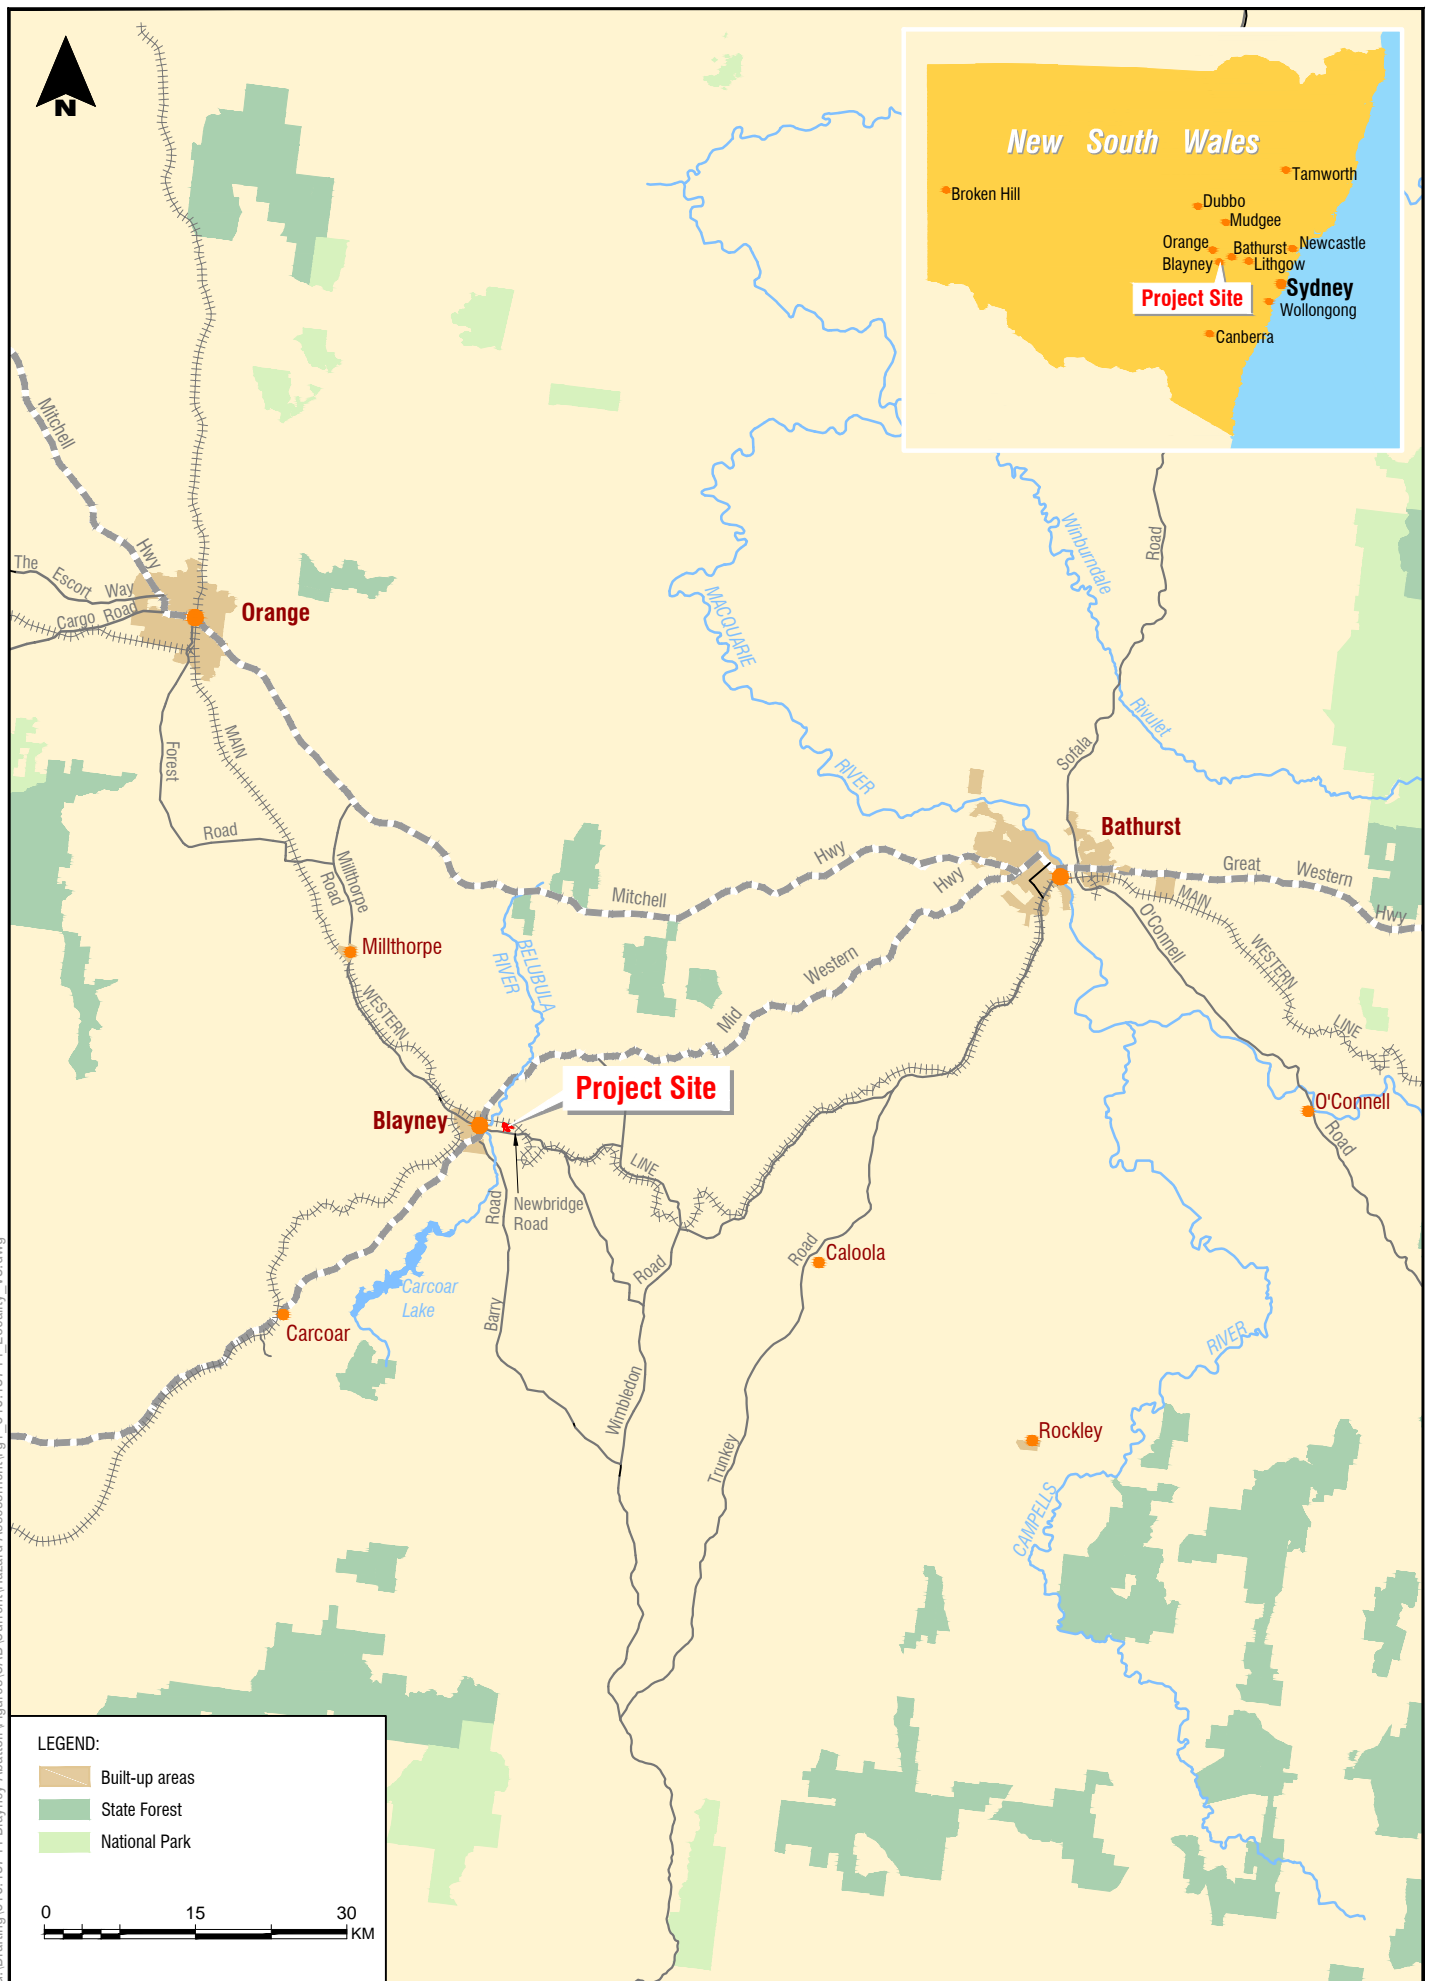 N
New South Wales
Broken Hill
Tamworth
Dubbo
Mudgee
Orange
Bathurst
Newcastle
Blayney
Lithgow
Project Site
Sydney
Wollongong
Canberra
Mitchell
Hwy
The
Escort
Way
Cargo Road
Orange
Winburndale
Road
MACQUARIE
Rivulet
Forest
MAIN
Sofala
RIVER
Road
Millthorpe
Road
Bathurst
Hwy
Great
Western
Hwy
Mitchell
Hwy
MAIN
O'Connell
Millthorpe
BELUBULA
RIVER
Western
WESTERN
WESTERN
Mid
LINE
Project Site
Blayney
O'Connell
Road
LINE
Road
Newbridge
Road
Road
Road
Caloola
Carcoar
Lake
Barry
Carcoar
RIVER
Wimbledon
Rockley
Trunkey
CAMPELLS
LEGEND:
Built-up areas
State Forest
National Park
0
15
30
KM